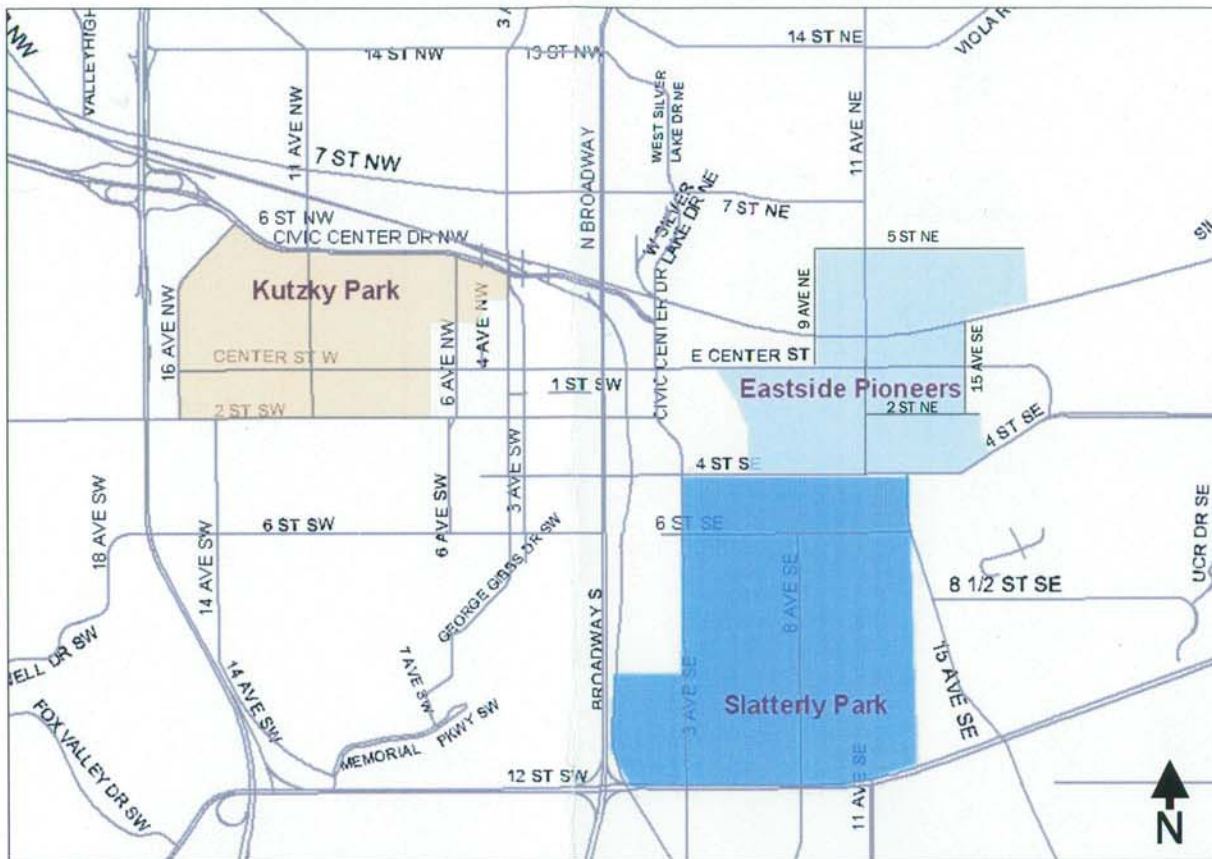 VALLEYHIGH
14 ST NW
13 ST NW
14 ST NE
VIOLA R
NW
3 A
11 AVE NW
7 ST NW
N BROADWAY
WEST SILVER
LAKE DR NE
11 AVE NE
7 ST NE
6 ST NW
CIVIC CENTER DR NW
W SILVER
LAKE DR NE
5 ST NE
SIL
Kutzky Park
16 AVE NW
4 AVE NW
6 AVE NW
CIVIC CENTER DR
9 AVE NE
CENTER ST W
E CENTER ST
15 AVE SE
1 ST SW
Eastside Pioneers
2 ST SW
2 ST NE
4 ST SE
4 ST SE
18 AVE SW
14 AVE SW
6 ST SW
6 AVE SW
3 AVE SW
6 ST SE
8 AVE SE
8 1/2 ST SE
UCR DR SE
GEORGE GIBBS DR SW
BROADWAY S
ELL DR SW
14 AVE SW
7 AVE SW
3 AVE SE
15 AVE SE
Slatterly Park
FOX VALLEY DR SW
MEMORIAL PKWY SW
12 ST SW
11 AVE SE
N